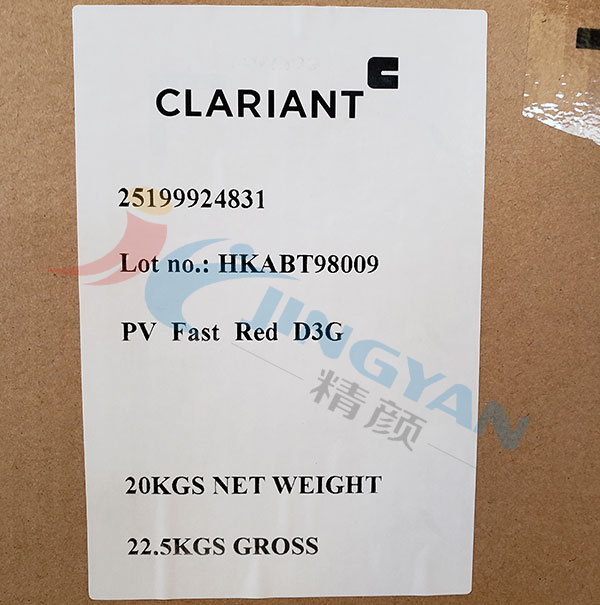 CLARIANT
25199924831
Lot no.: HKABT98009
PV Fast Red D3G
JINGYAN
精颜
20KGS NET WEIGHT
22.5KGS GROSS